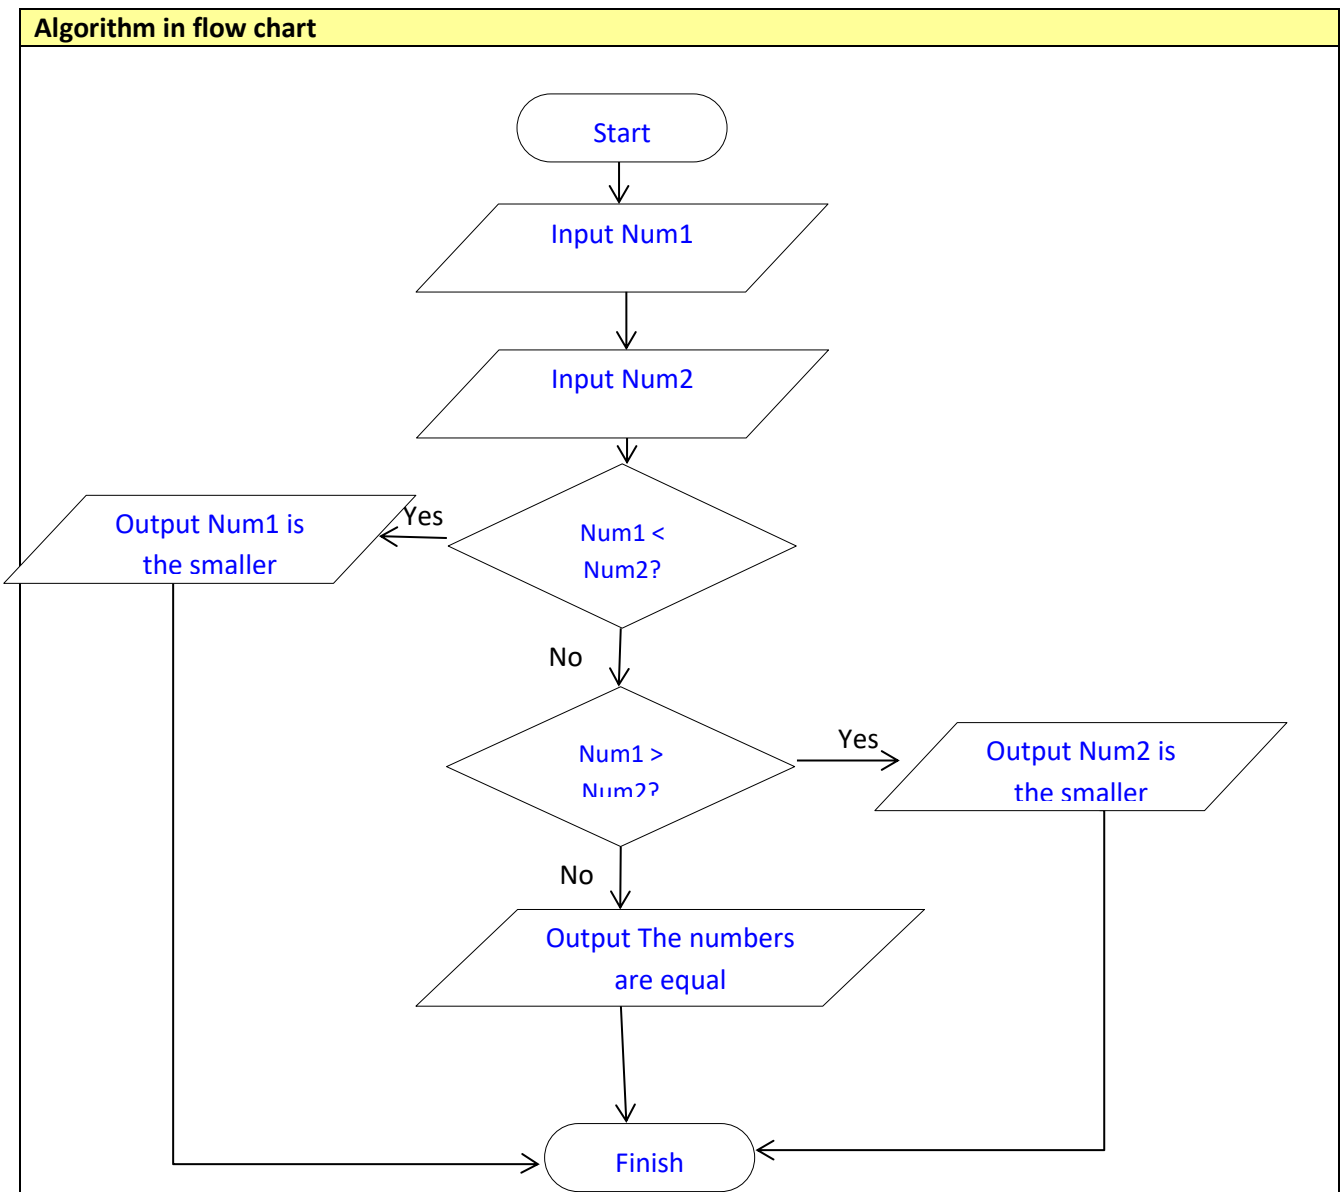 Algorithm in flow chart
Start
Input Num1
Input Num2
Output Num1 is
the smaller
Yes
Num1 <
Num2?
No
Num1 >
Num2?
Yes
Output Num2 is
the smaller
No
Output The numbers
are equal
Finish